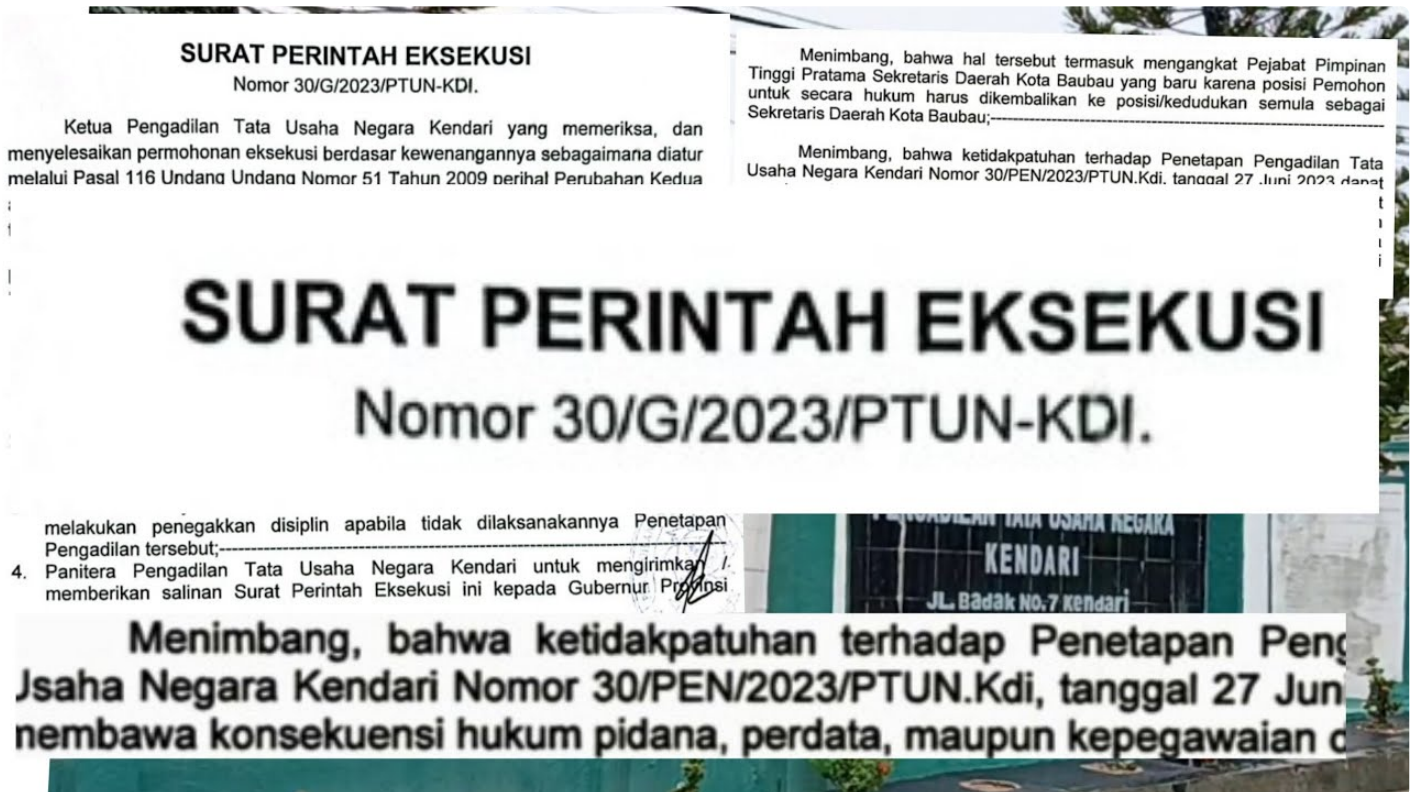 SURAT PERINTAH EKSEKUSI
Nomor 30/G/2023/PTUN-KDI.
Ketua Pengadilan Tata Usaha Negara Kendari yang memeriksa, dan
menyelesaikan permohonan eksekusi berdasar kewenangannya sebagaimana diatur
melalui Pasal 116 Undang Undang Nomor 51 Tahun 2009 perihal Perubahan Kedua
Menimbang, bahwa hal tersebut termasuk mengangkat Pejabat Pimpinan
Tinggi Pratama Sekretaris Daerah Kota Baubau yang baru karena posisi Pemohon
untuk secara hukum harus dikembalikan ke posisi/kedudukan semula sebagai
Sekretaris Daerah Kota Baubau;
Menimbang, bahwa ketidakpatuhan terhadap Penetapan Pengadilan Tata
Usaha Negara Kendari Nomor 30/PEN/2023/PTUN.Kdi, tanggal 27 Juni 2023 dapat
SURAT PERINTAH EKSEKUSI
Nomor 30/G/2023/PTUN-KDI.
melakukan penegakkan disiplin apabila tidak dilaksanakannya Penetapan
Pengadilan tersebut;
4. Panitera Pengadilan Tata Usaha Negara Kendari untuk mengirimkan /
memberikan salinan Surat Perintah Eksekusi ini kepada Gubernur Provinsi
PENGADILAN TATA USAHA NEGARA
KENDARI
JL. Badak NO.7 Kendari
Menimbang, bahwa ketidakpatuhan terhadap Penetapan Peng
Usaha Negara Kendari Nomor 30/PEN/2023/PTUN.Kdi, tanggal 27 Jun
membawa konsekuensi hukum pidana, perdata, maupun kepegawaian